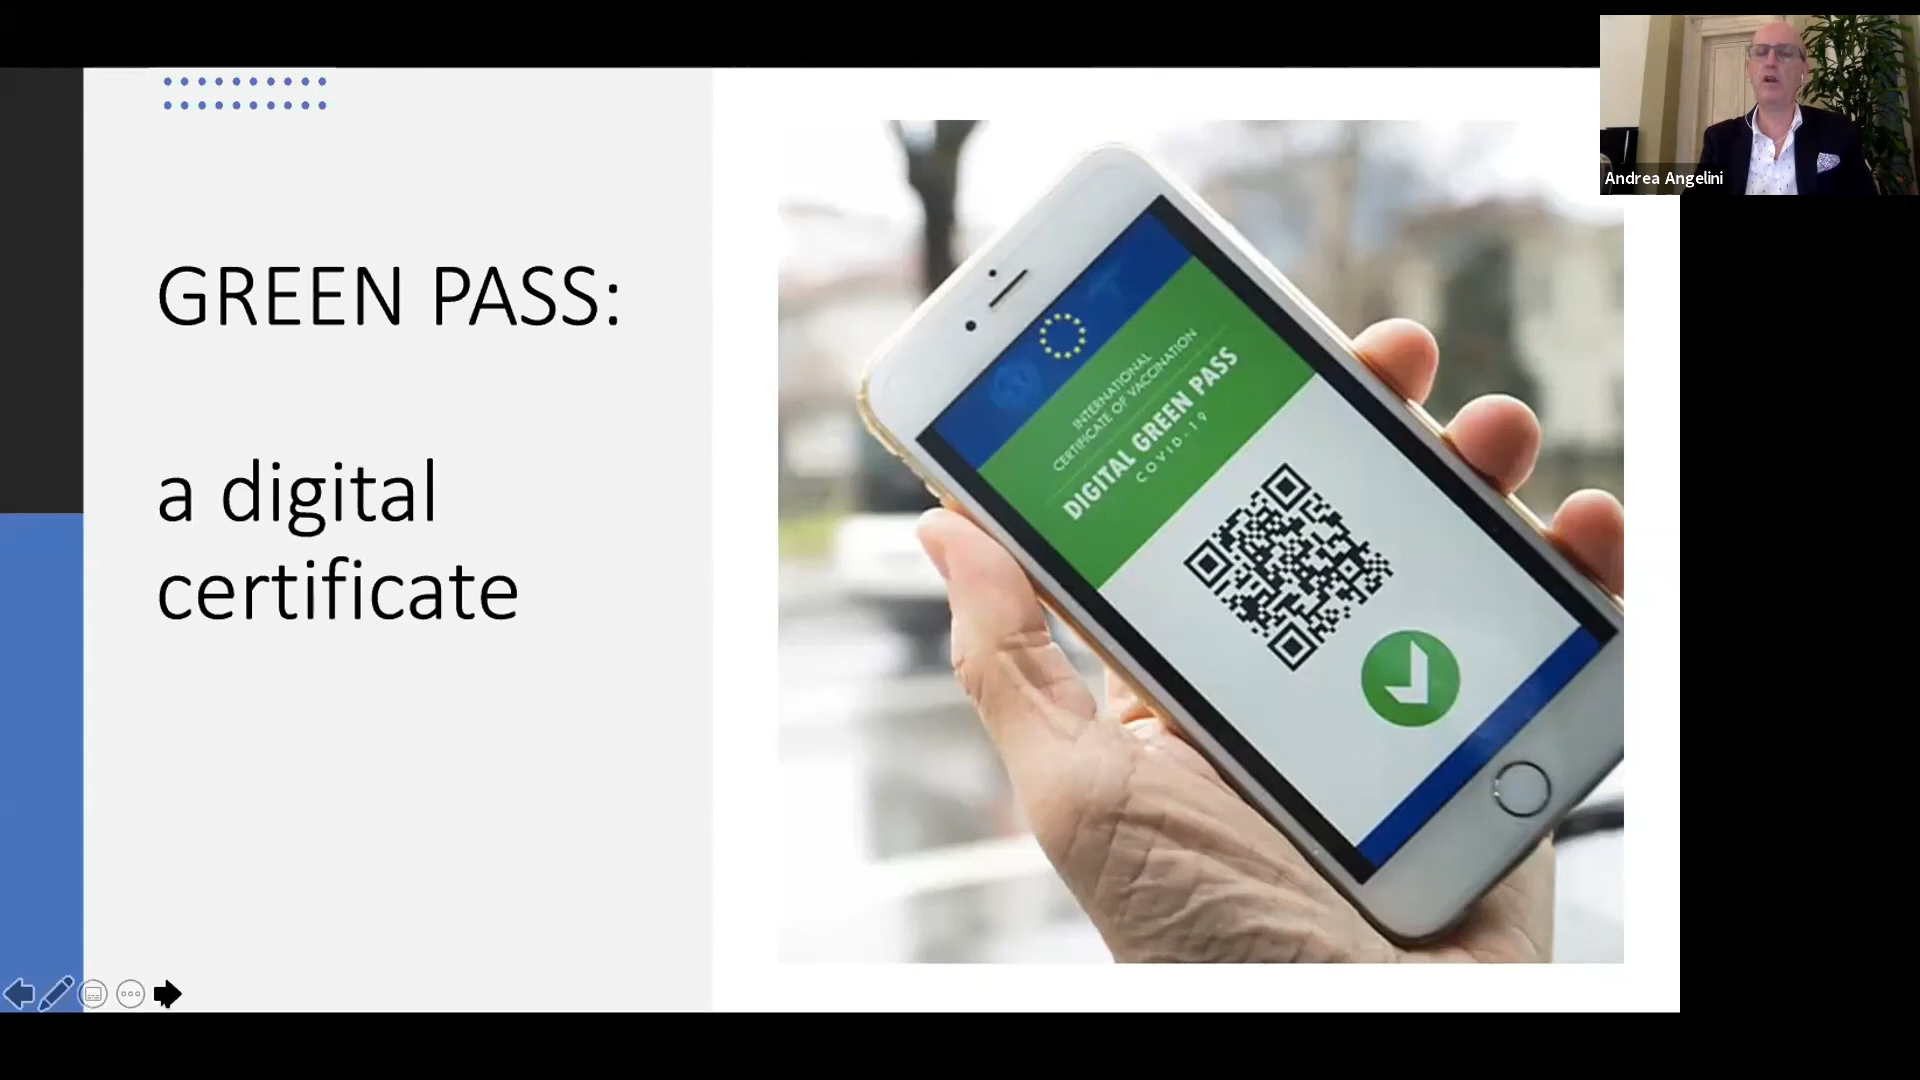 GREEN PASS:
a digital
certificate
INTERNATIONAL
CERTIFICATE OF VACCINATION
DIGITAL GREEN PASS
COVID-19
Andrea Angelini